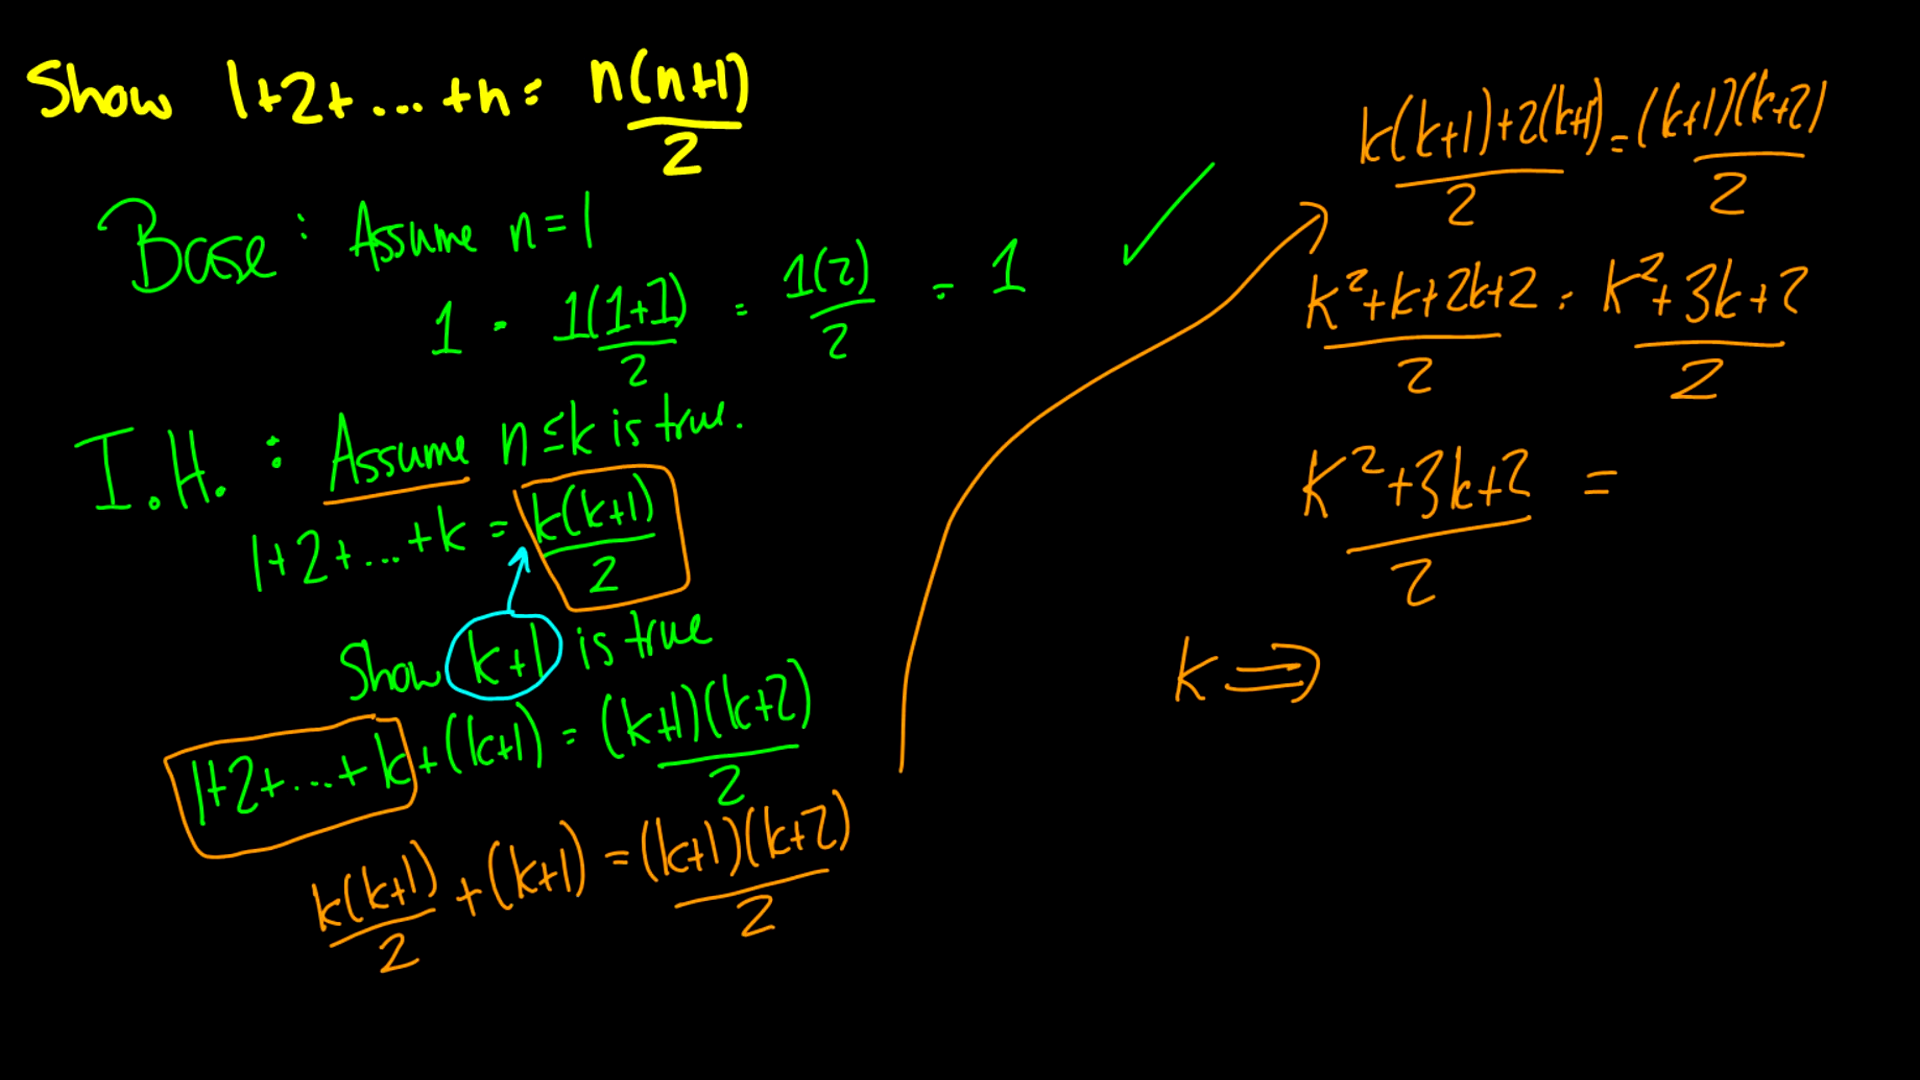 Show 1+2+...+n = n(n+1)/2
Base: Assume n=1
1 = 1(1+1)/2 = 1(2)/2 = 1 ✓
I.H.: Assume n≤k is true.
1+2+...+k = k(k+1)/2
Show k+1 is true
1+2+...+k+(k+1) = (k+1)(k+2)/2
k(k+1)/2 + (k+1) = (k+1)(k+2)/2
k(k+1)+2(k+1)/2 = (k+1)(k+2)/2
k²+k+2k+2/2 = k²+3k+2/2
k²+3k+2/2 =
k ⇒